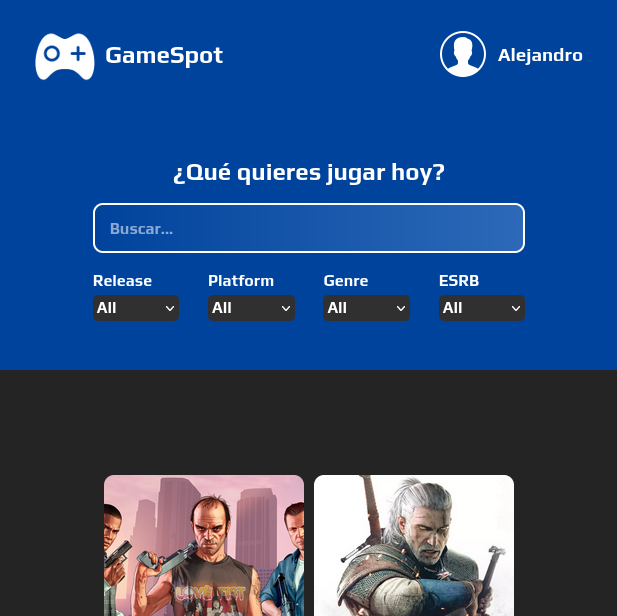 GameSpot
Alejandro
¿Qué quieres jugar hoy?
Buscar...
Release Platform Genre ESRB
All All All All